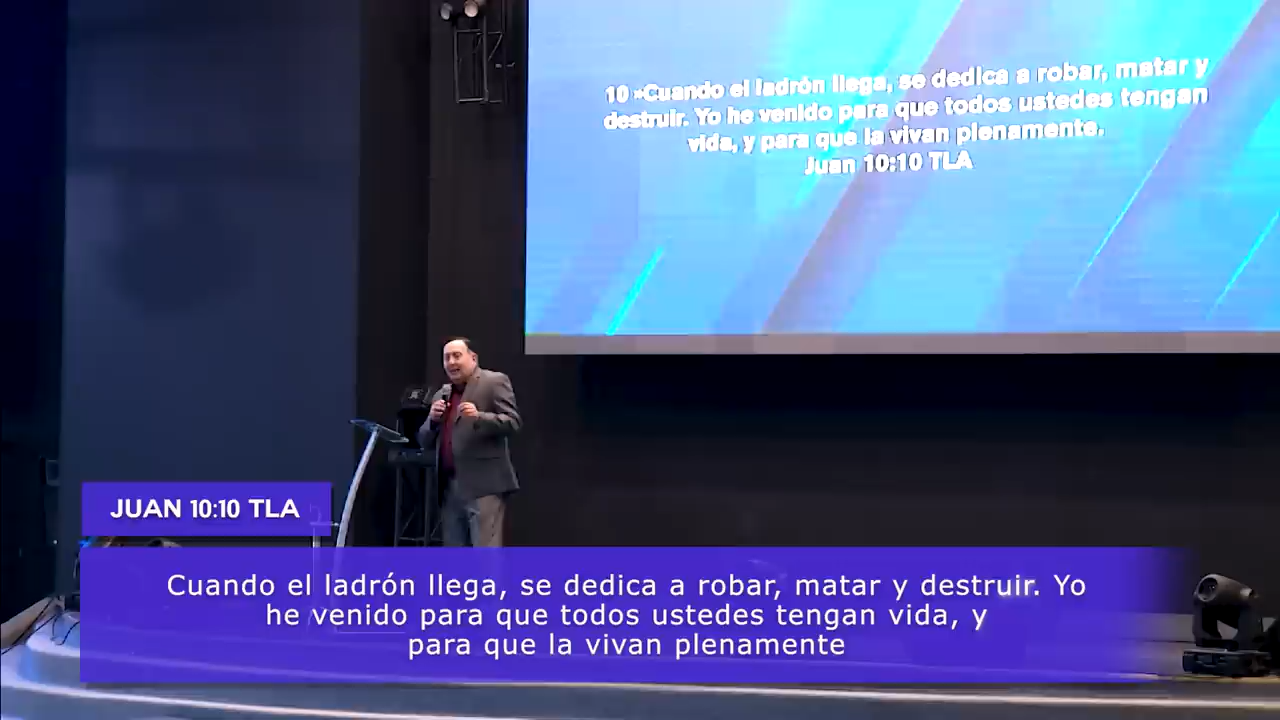 10 »Cuando el ladrón llega, se dedica a robar, matar y
destruir. Yo he venido para que todos ustedes tengan
vida, y para que la vivan plenamente.
Juan 10:10 TLA
JUAN 10:10 TLA
Cuando el ladrón llega, se dedica a robar, matar y destruir. Yo
he venido para que todos ustedes tengan vida, y
para que la vivan plenamente